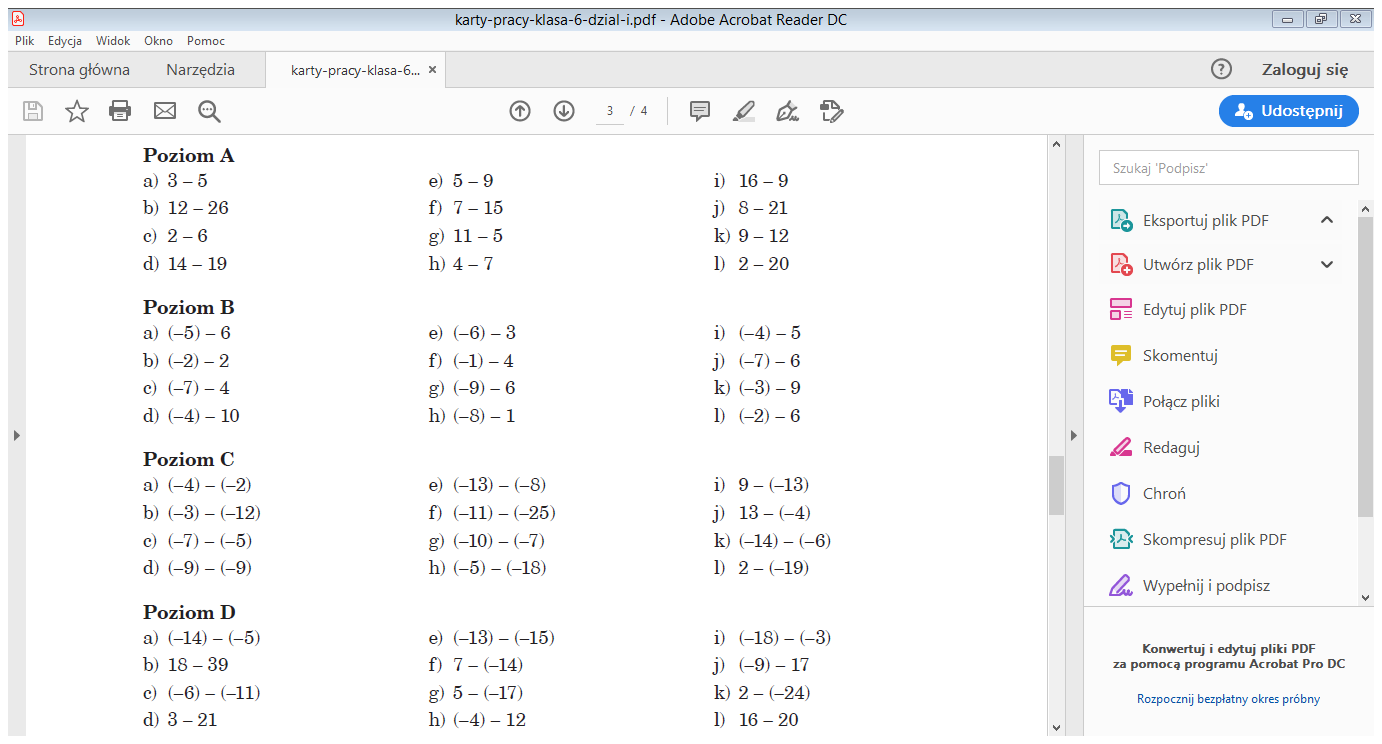 karty-pracy-klasa-6-dzial-i.pdf - Adobe Acrobat Reader DC
Plik Edycja Widok Okno Pomoc
Strona główna Narzędzia karty-pracy-klasa-6... × Zaloguj się
3 / 4 Udostępnij
Poziom A
a) 3 – 5 e) 5 – 9 i) 16 – 9
b) 12 – 26 f) 7 – 15 j) 8 – 21
c) 2 – 6 g) 11 – 5 k) 9 – 12
d) 14 – 19 h) 4 – 7 l) 2 – 20
Poziom B
a) (–5) – 6 e) (–6) – 3 i) (–4) – 5
b) (–2) – 2 f) (–1) – 4 j) (–7) – 6
c) (–7) – 4 g) (–9) – 6 k) (–3) – 9
d) (–4) – 10 h) (–8) – 1 l) (–2) – 6
Poziom C
a) (–4) – (–2) e) (–13) – (–8) i) 9 – (–13)
b) (–3) – (–12) f) (–11) – (–25) j) 13 – (–4)
c) (–7) – (–5) g) (–10) – (–7) k) (–14) – (–6)
d) (–9) – (–9) h) (–5) – (–18) l) 2 – (–19)
Poziom D
a) (–14) – (–5) e) (–13) – (–15) i) (–18) – (–3)
b) 18 – 39 f) 7 – (–14) j) (–9) – 17
c) (–6) – (–11) g) 5 – (–17) k) 2 – (–24)
d) 3 – 21 h) (–4) – 12 l) 16 – 20
Szukaj 'Podpisz'
Eksportuj plik PDF
Utwórz plik PDF
Edytuj plik PDF
Skomentuj
Połącz pliki
Redaguj
Chroń
Skompresuj plik PDF
Wypełnij i podpisz
Konwertuj i edytuj pliki PDF
za pomocą programu Acrobat Pro DC
Rozpocznij bezpłatny okres próbny